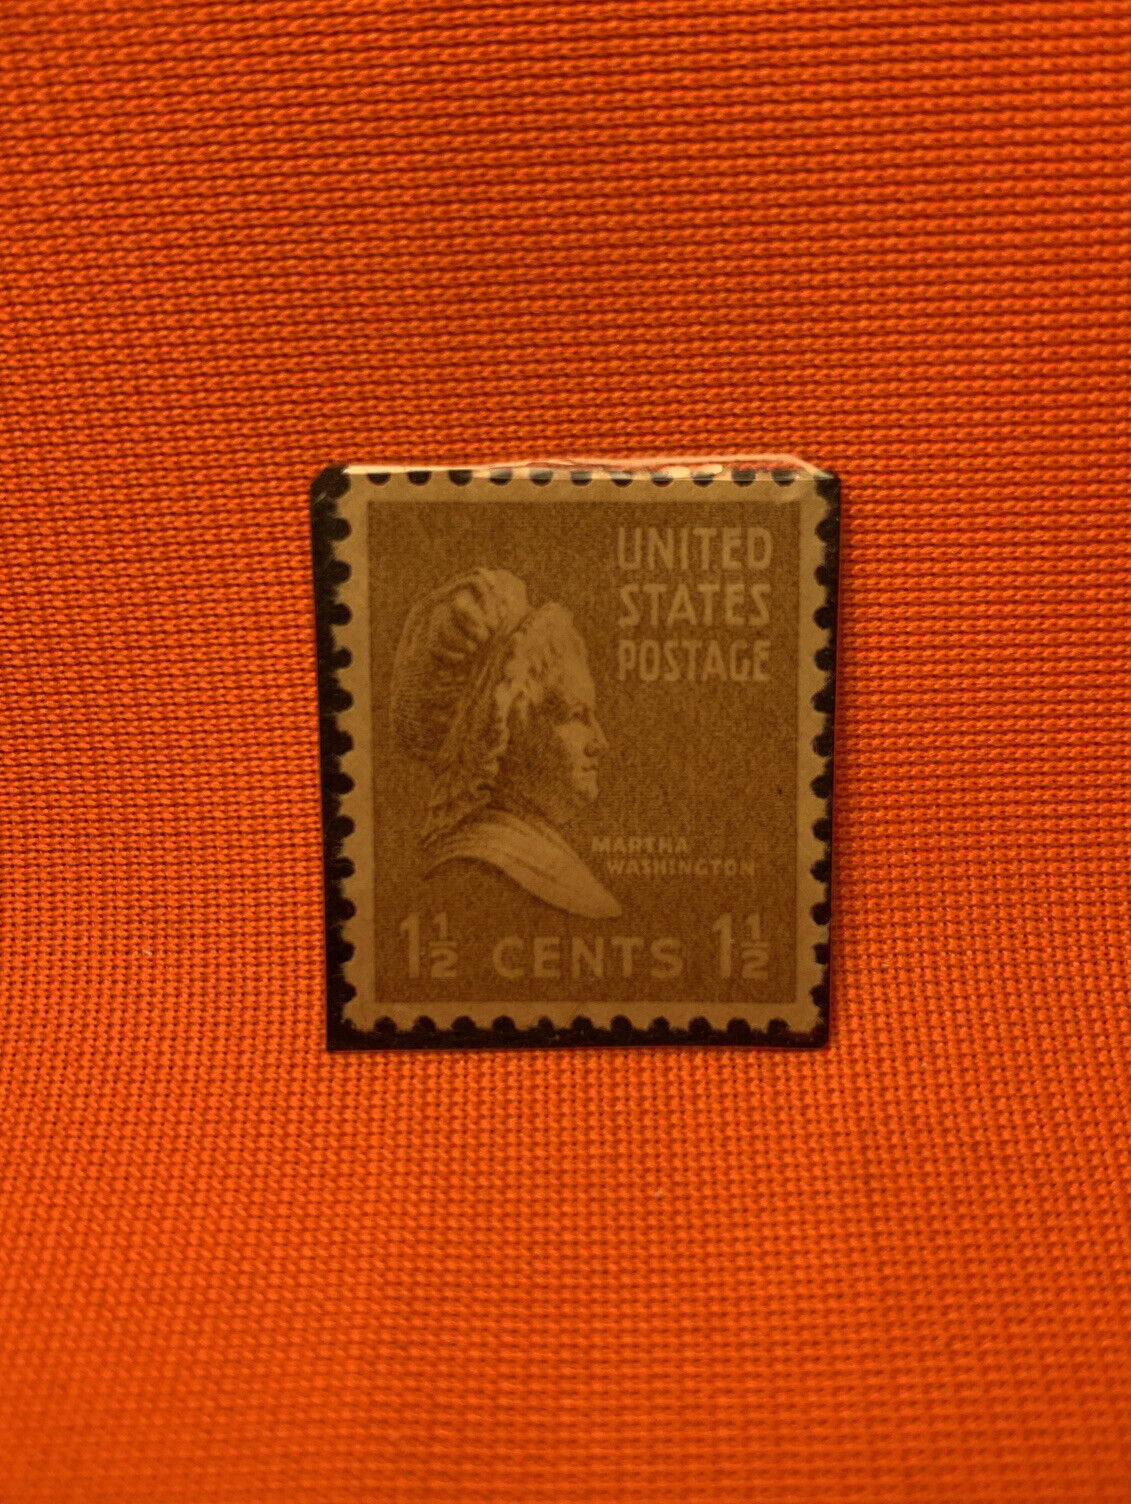 UNITED
STATES
POSTAGE
MARTHA
WASHINGTON
1½ CENTS 1½